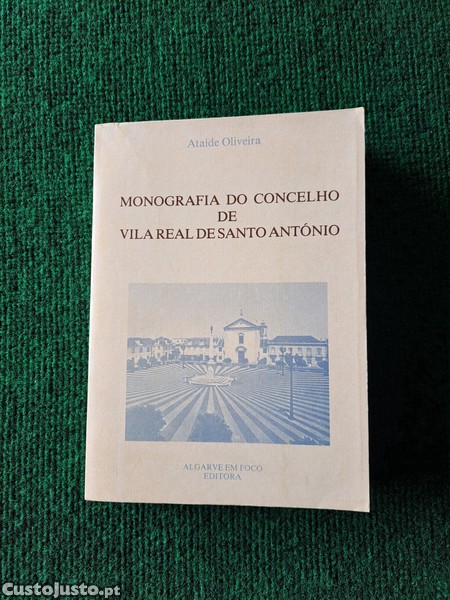 Ataíde Oliveira
MONOGRAFIA DO CONCELHO
DE
VILA REAL DE SANTO ANTÓNIO
ALGARVE EM FOCO
EDITORA
CustoJusto.pt